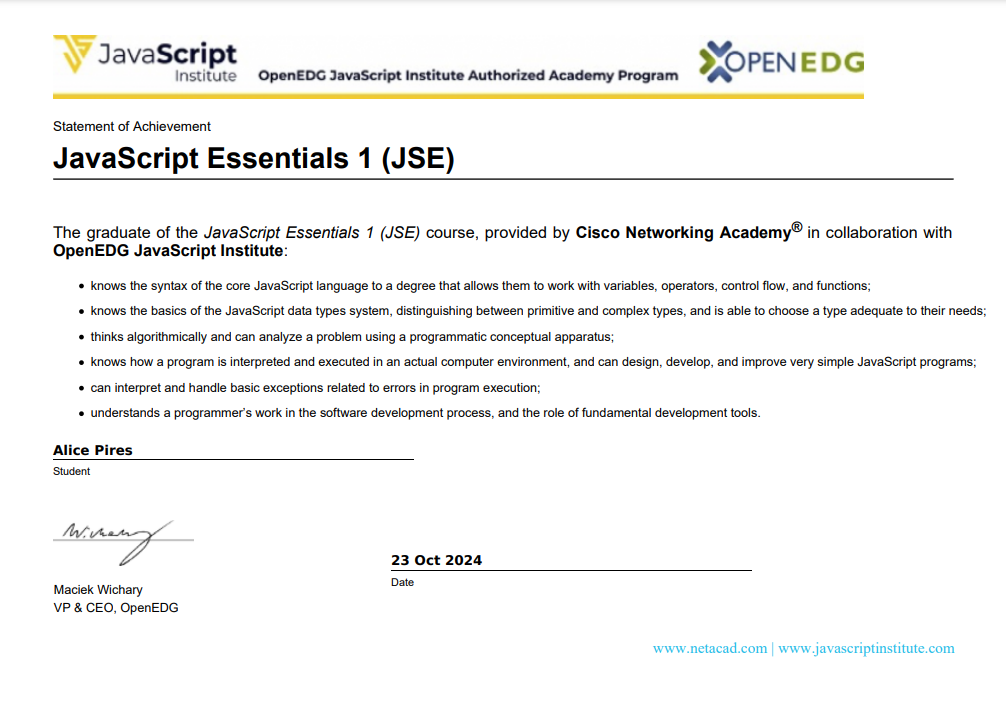 JavaScript
Institute
OpenEDG JavaScript Institute Authorized Academy Program
OPENEDG
Statement of Achievement
JavaScript Essentials 1 (JSE)
The graduate of the JavaScript Essentials 1 (JSE) course, provided by Cisco Networking Academy® in collaboration with
OpenEDG JavaScript Institute:
• knows the syntax of the core JavaScript language to a degree that allows them to work with variables, operators, control flow, and functions;
• knows the basics of the JavaScript data types system, distinguishing between primitive and complex types, and is able to choose a type adequate to their needs;
• thinks algorithmically and can analyze a problem using a programmatic conceptual apparatus;
• knows how a program is interpreted and executed in an actual computer environment, and can design, develop, and improve very simple JavaScript programs;
• can interpret and handle basic exceptions related to errors in program execution;
• understands a programmer’s work in the software development process, and the role of fundamental development tools.
Alice Pires
Student
23 Oct 2024
Date
Maciek Wichary
VP & CEO, OpenEDG
www.netacad.com | www.javascriptinstitute.com